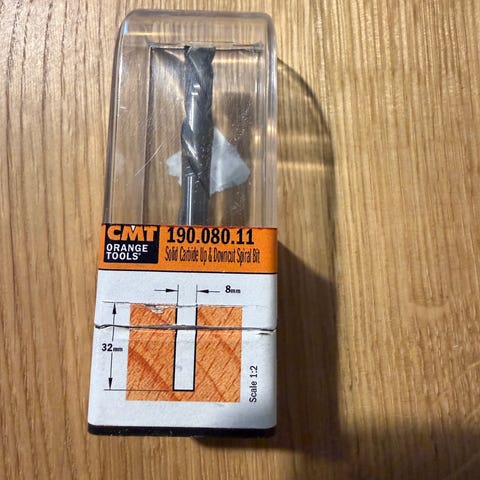 CMT
ORANGE
TOOLS®
190.080.11
Solid Carbide Up & Downcut Spiral Bit
8mm
32mm
Scale 1:2